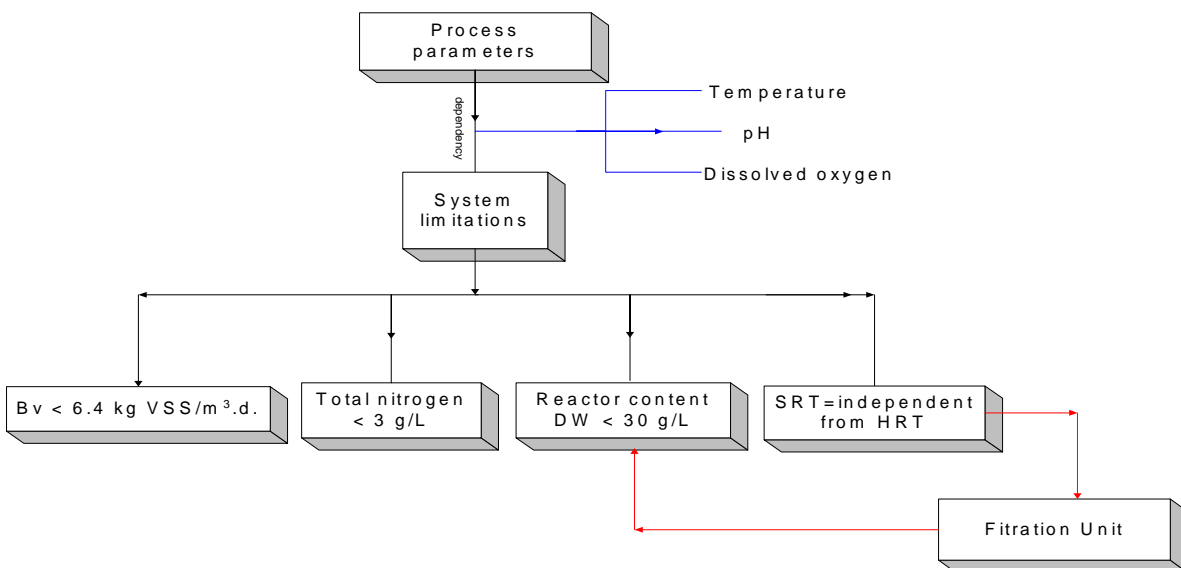 Process
parameters
dependency
Temperature
pH
Dissolved oxygen
System
limitations
Bv < 6.4 kg VSS/m³.d.
Total nitrogen
< 3 g/L
Reactor content
DW < 30 g/L
SRT=independent
from HRT
Fitration Unit